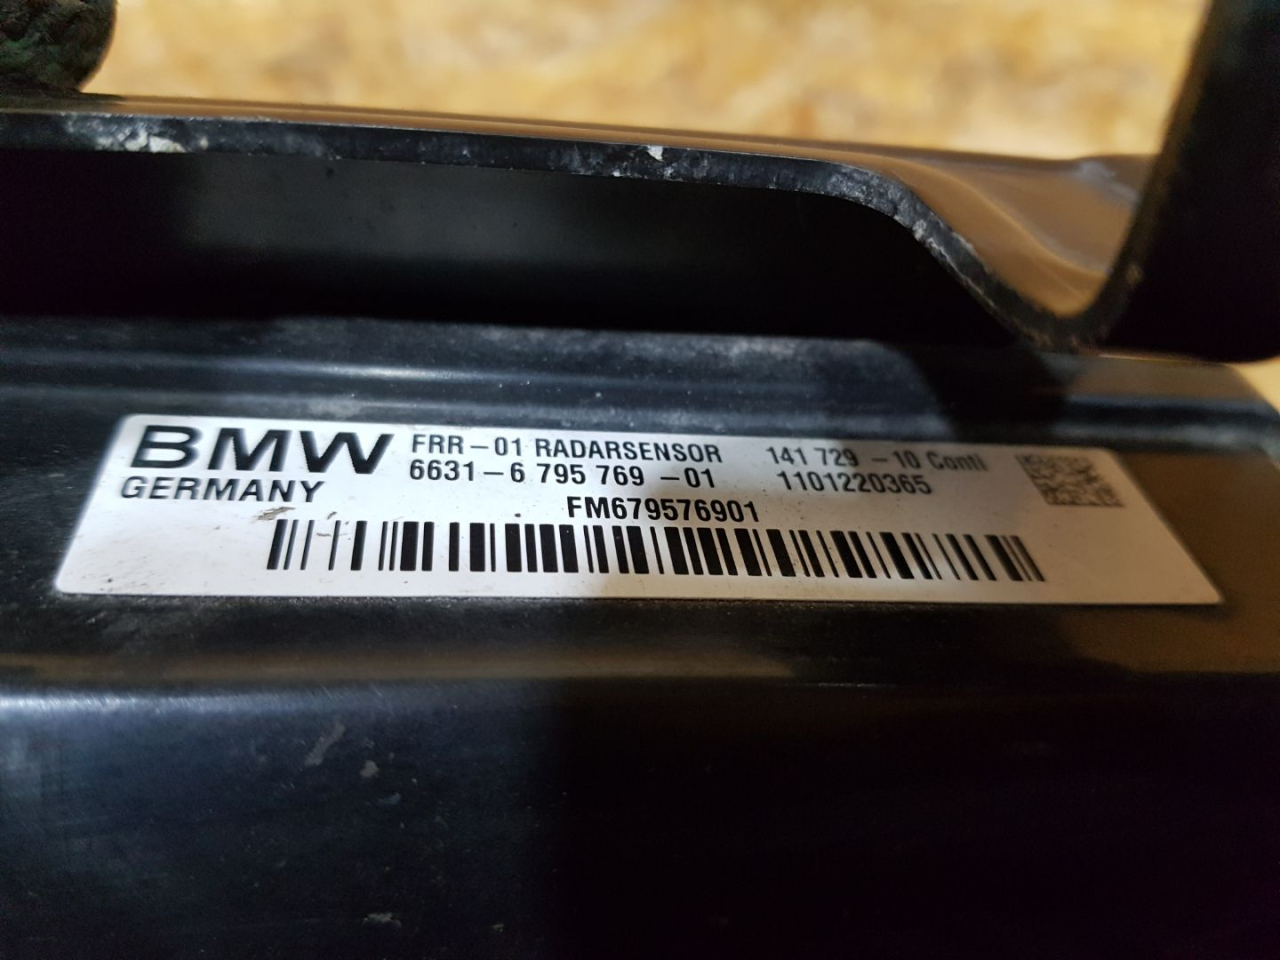 BMW FRR-01 RADARSENSOR 141 729 -10 Conti
GERMANY 6631-6 795 769 -01 1101220365
FM679576901